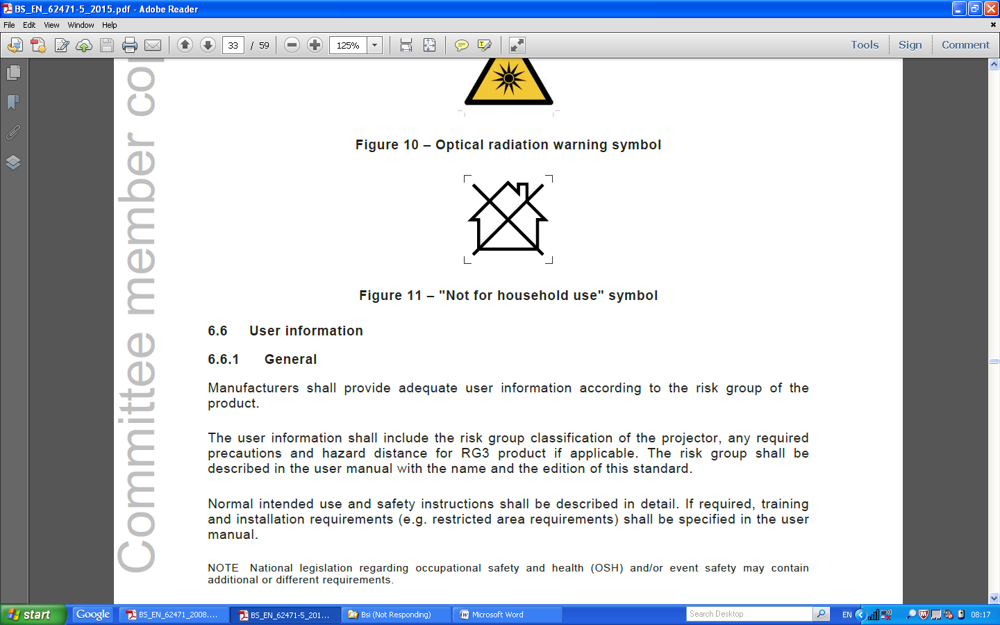 BS_EN_62471-5_2015.pdf - Adobe Reader
File Edit View Window Help
33 / 59 125% Tools Sign Comment
Committee member cop
Figure 10 – Optical radiation warning symbol
Figure 11 – "Not for household use" symbol
6.6 User information
6.6.1 General
Manufacturers shall provide adequate user information according to the risk group of the
product.
The user information shall include the risk group classification of the projector, any required
precautions and hazard distance for RG3 product if applicable. The risk group shall be
described in the user manual with the name and the edition of this standard.
Normal intended use and safety instructions shall be described in detail. If required, training
and installation requirements (e.g. restricted area requirements) shall be specified in the user
manual.
NOTE National legislation regarding occupational safety and health (OSH) and/or event safety may contain
additional or different requirements.
start Google BS_EN_62471_2008.... BS_EN_62471-5_201... Bsi (Not Responding) Microsoft Word Search Desktop EN 08:17